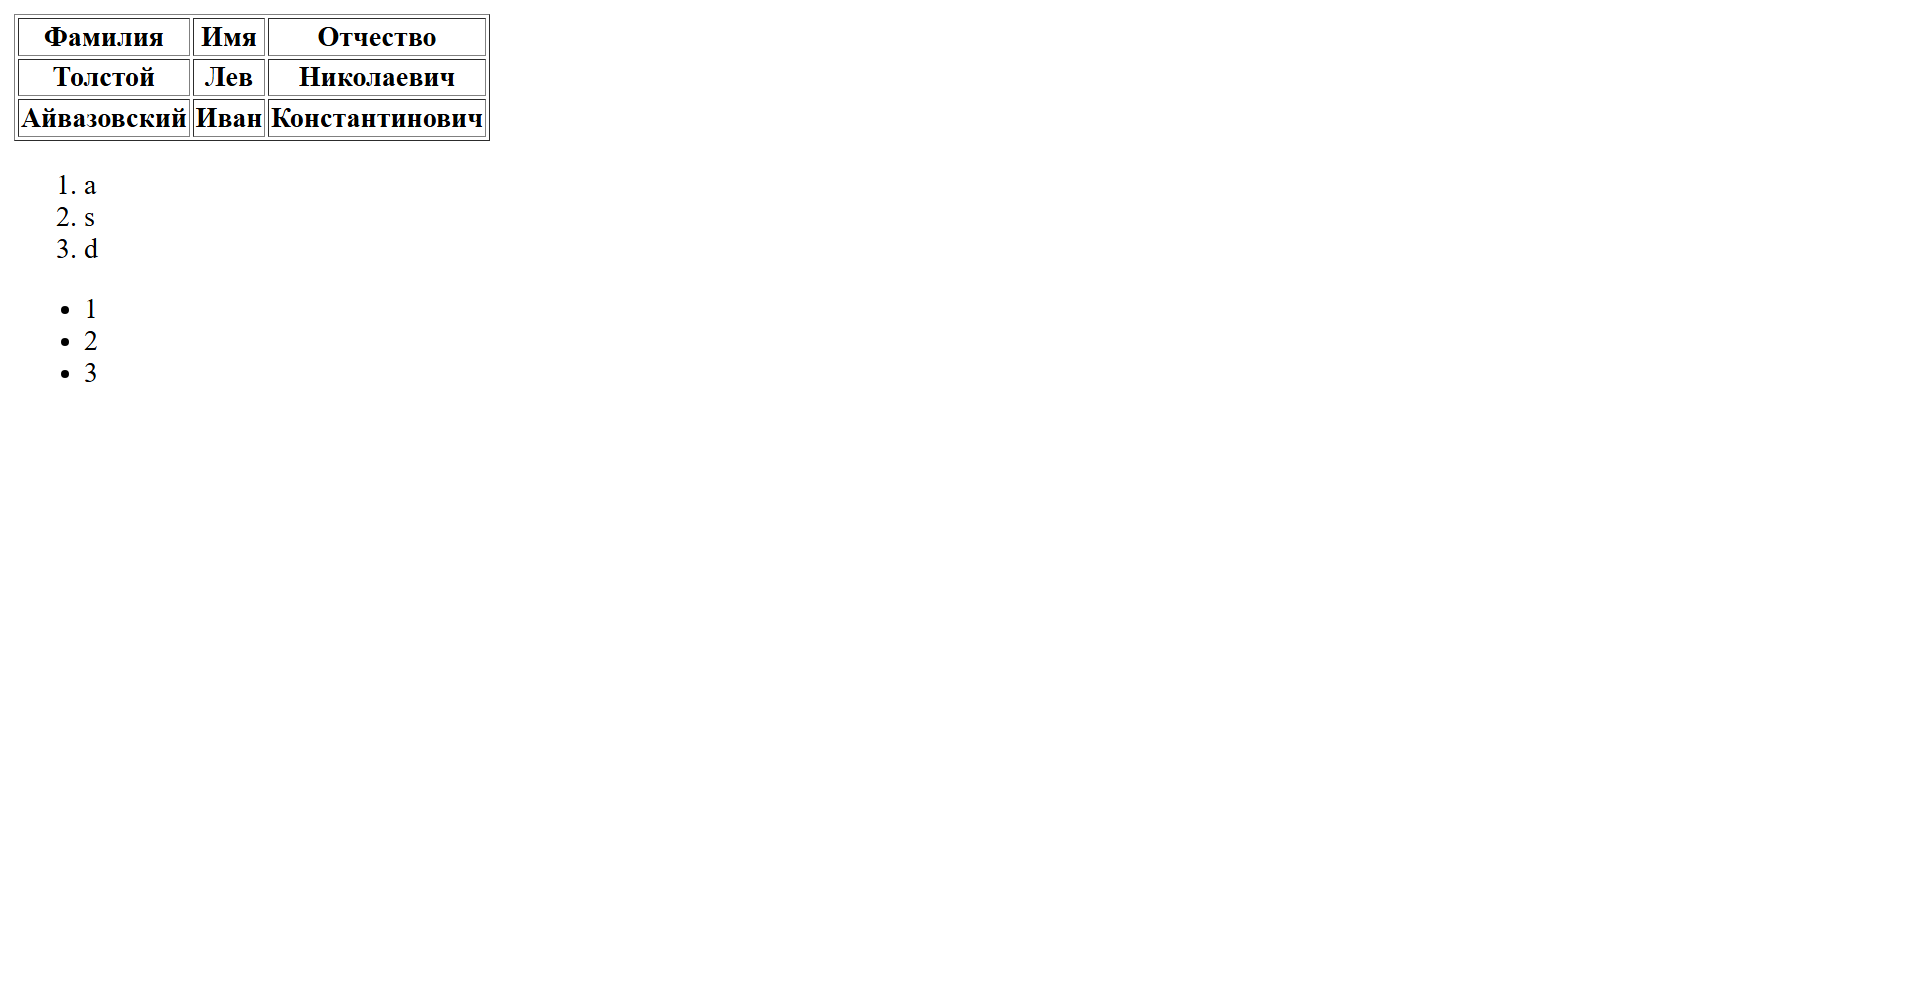 Фамилия Имя Отчество
Толстой Лев Николаевич
Айвазовский Иван Константинович
1. a
2. s
3. d
• 1
• 2
• 3